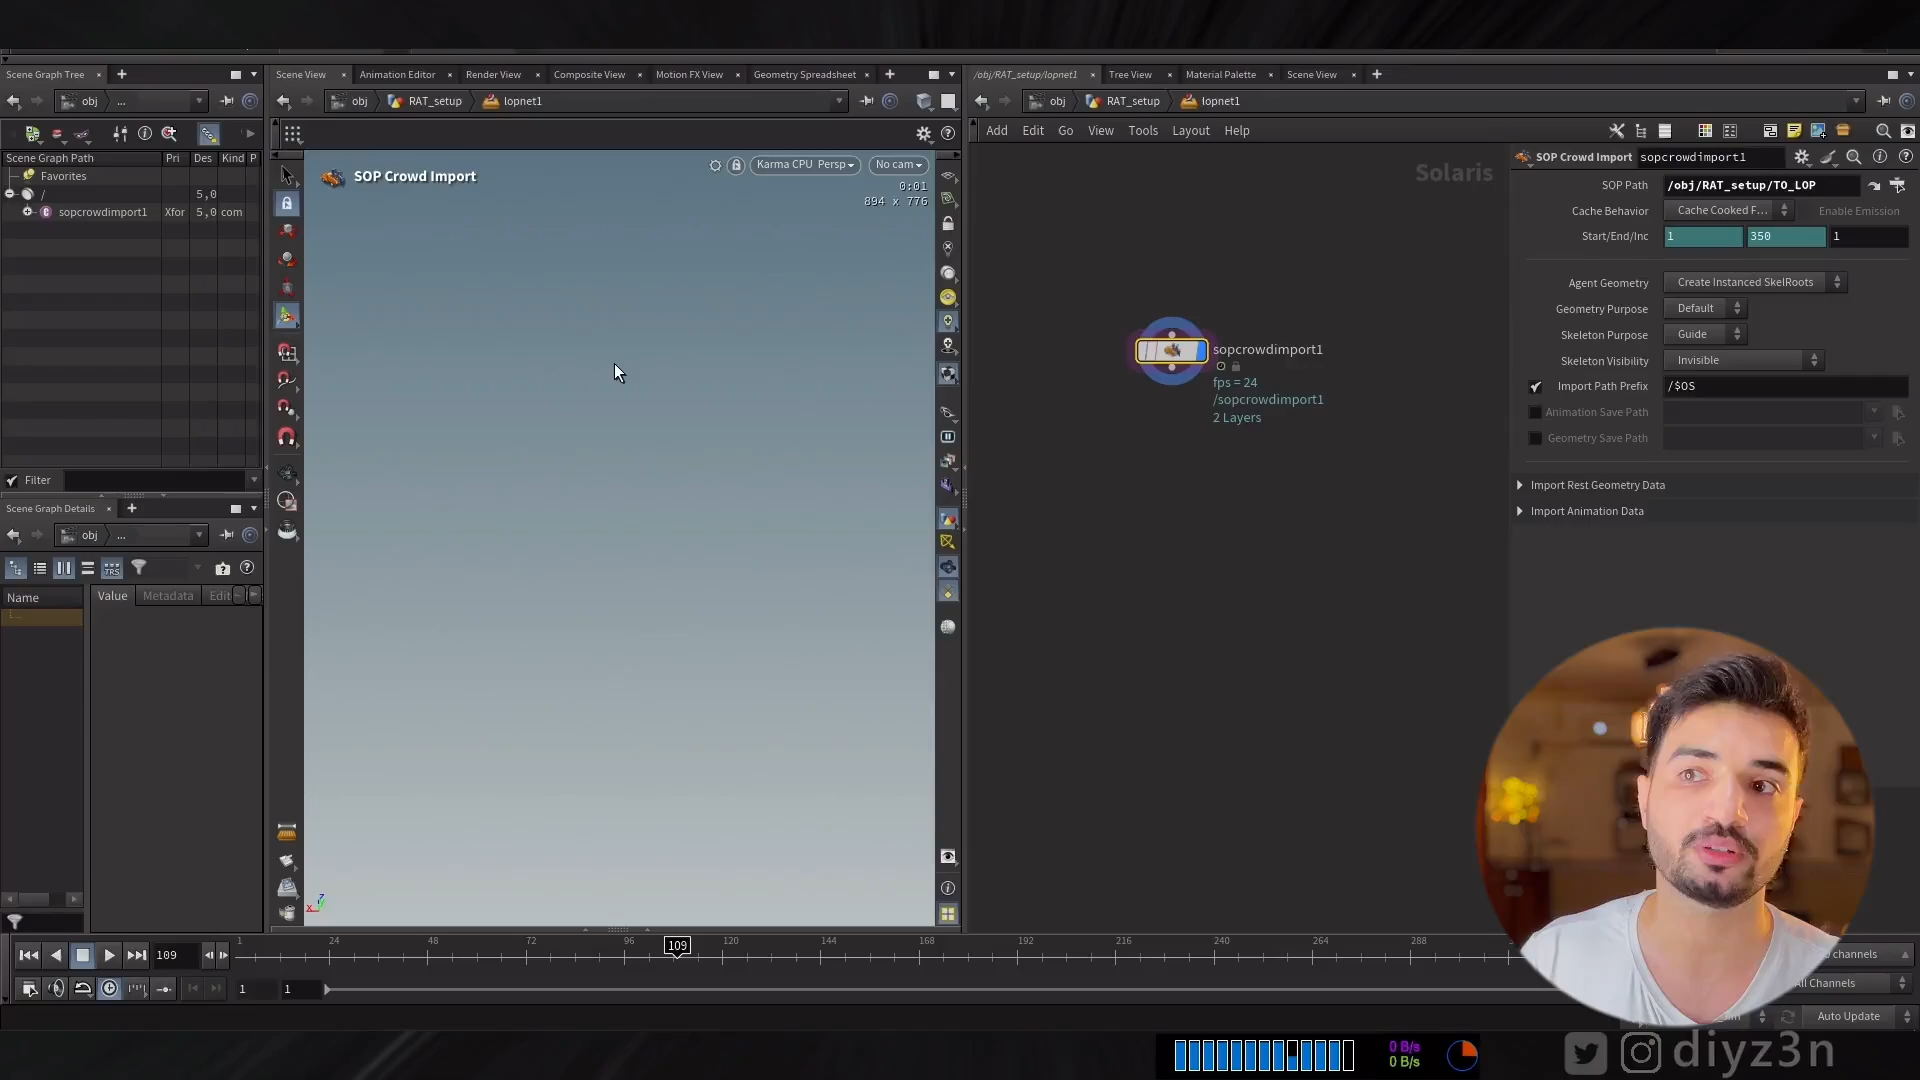 Scene Graph Tree
obj
...
Scene Graph Path Pri Des Kind P
Favorites
/ 5,0
sopcrowdimport1 Xfor 5,0 com
Filter
Scene Graph Details
obj
...
Name
Value Metadata Edit
Scene View Animation Editor Render View Composite View Motion FX View Geometry Spreadsheet
obj RAT_setup lopnet1
SOP Crowd Import
Karma CPU Persp No cam
0:01
894 x 776
/obj/RAT_setup/lopnet1 Tree View Material Palette Scene View
obj RAT_setup lopnet1
Add Edit Go View Tools Layout Help
Solaris
sopcrowdimport1
fps = 24
/sopcrowdimport1
2 Layers
SOP Crowd Import sopcrowdimport1
SOP Path /obj/RAT_setup/TO_LOP
Cache Behavior Cache Cooked F... Enable Emission
Start/End/Inc 1 350 1
Agent Geometry Create Instanced SkelRoots
Geometry Purpose Default
Skeleton Purpose Guide
Skeleton Visibility Invisible
Import Path Prefix /$OS
Animation Save Path
Geometry Save Path
Import Rest Geometry Data
Import Animation Data
109
1 24 48 72 96 109 120 144 168 192 216 240 264 288
1 1
channels
All Channels
Auto Update
0 B/s
0 B/s
diyz3n